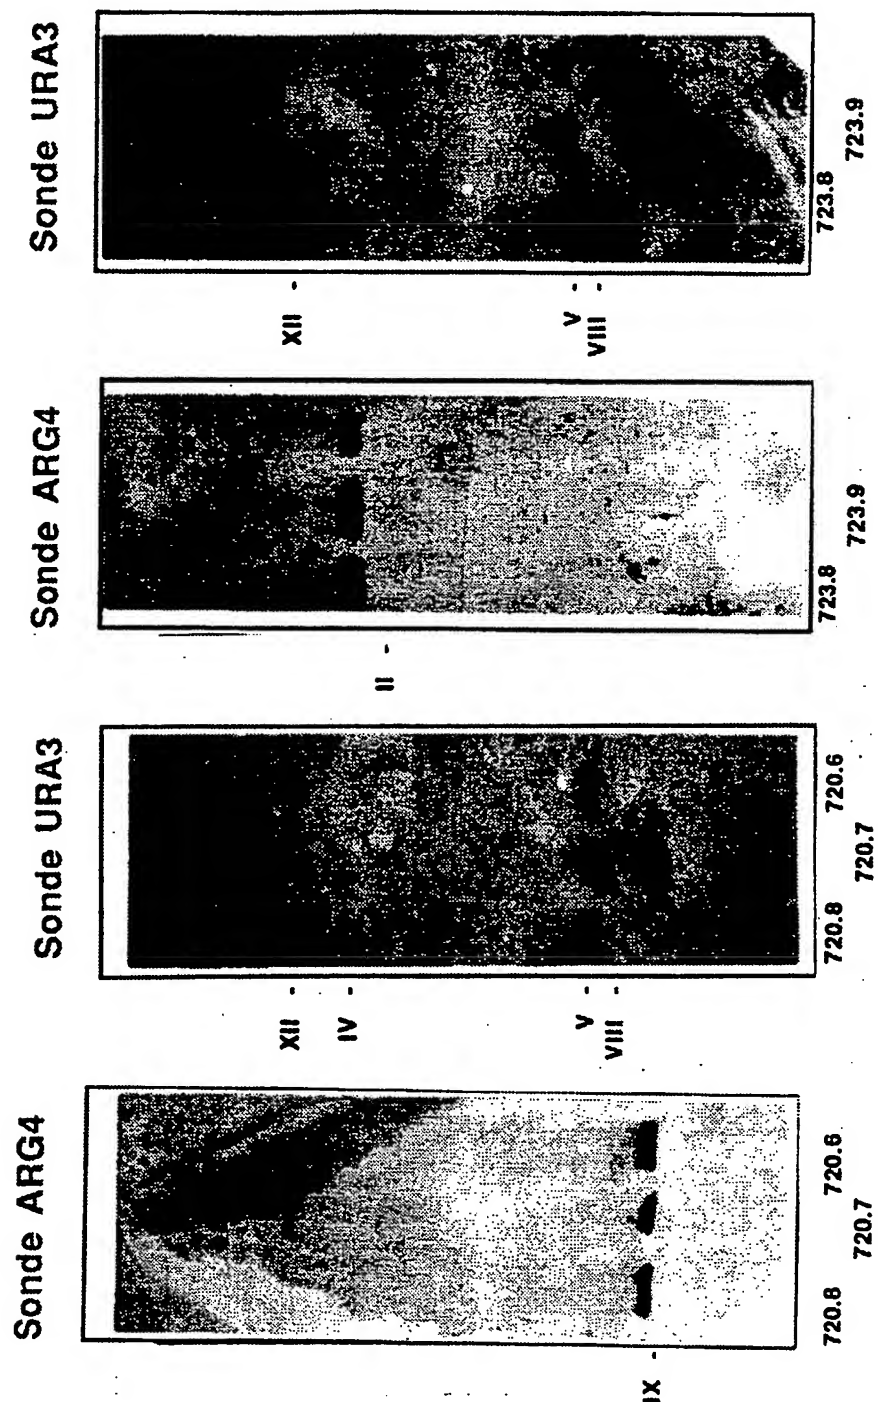 Sonde ARG4
IX
720.8
720.7
720.6
Sonde URA3
XII
IV
V
VIII
720.8
720.7
720.6
Sonde ARG4
II
723.8
723.9
Sonde URA3
XII
V
VIII
723.8
723.9